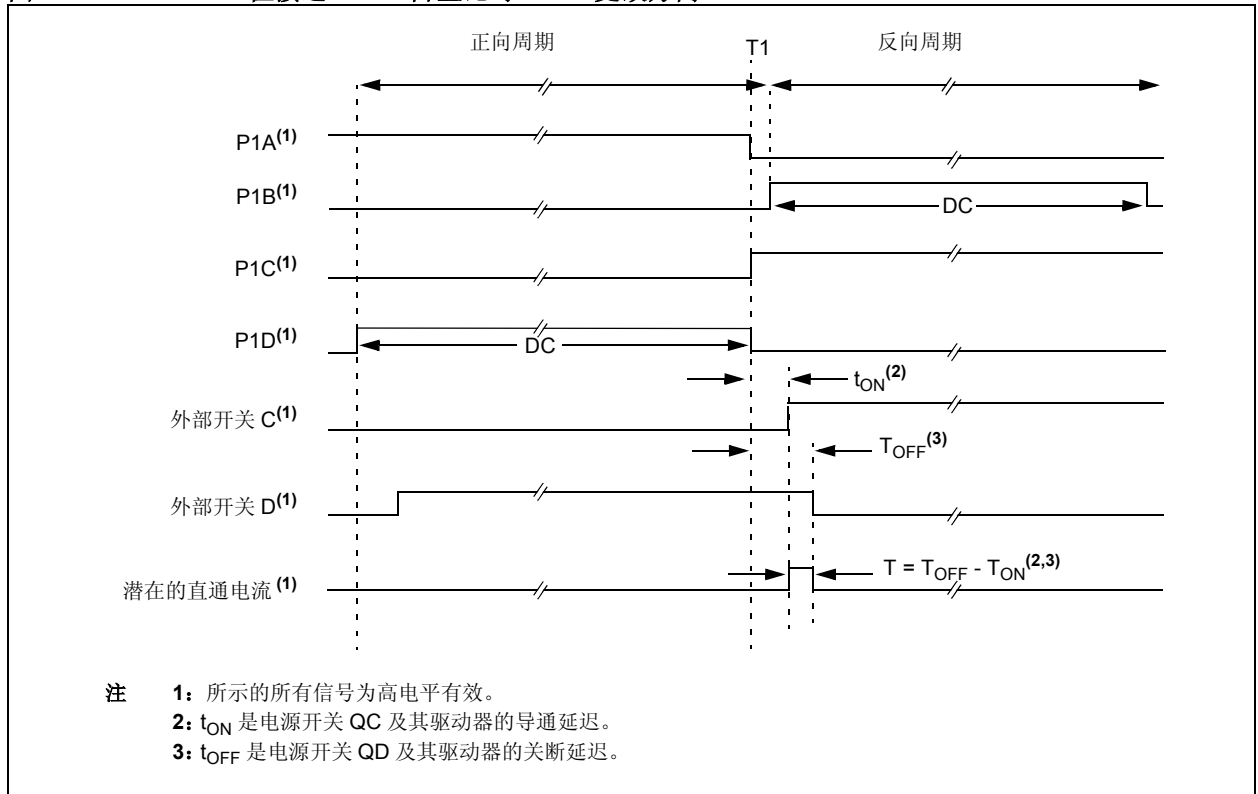 正向周期
T1
反向周期
P1A(1)
P1B(1)
DC
P1C(1)
P1D(1)
DC
tON(2)
外部开关 C(1)
TOFF(3)
外部开关 D(1)
T = TOFF - TON(2,3)
潜在的直通电流 (1)
注 1: 所示的所有信号为高电平有效。
2: tON 是电源开关 QC 及其驱动器的导通延迟。
3: tOFF 是电源开关 QD 及其驱动器的关断延迟。